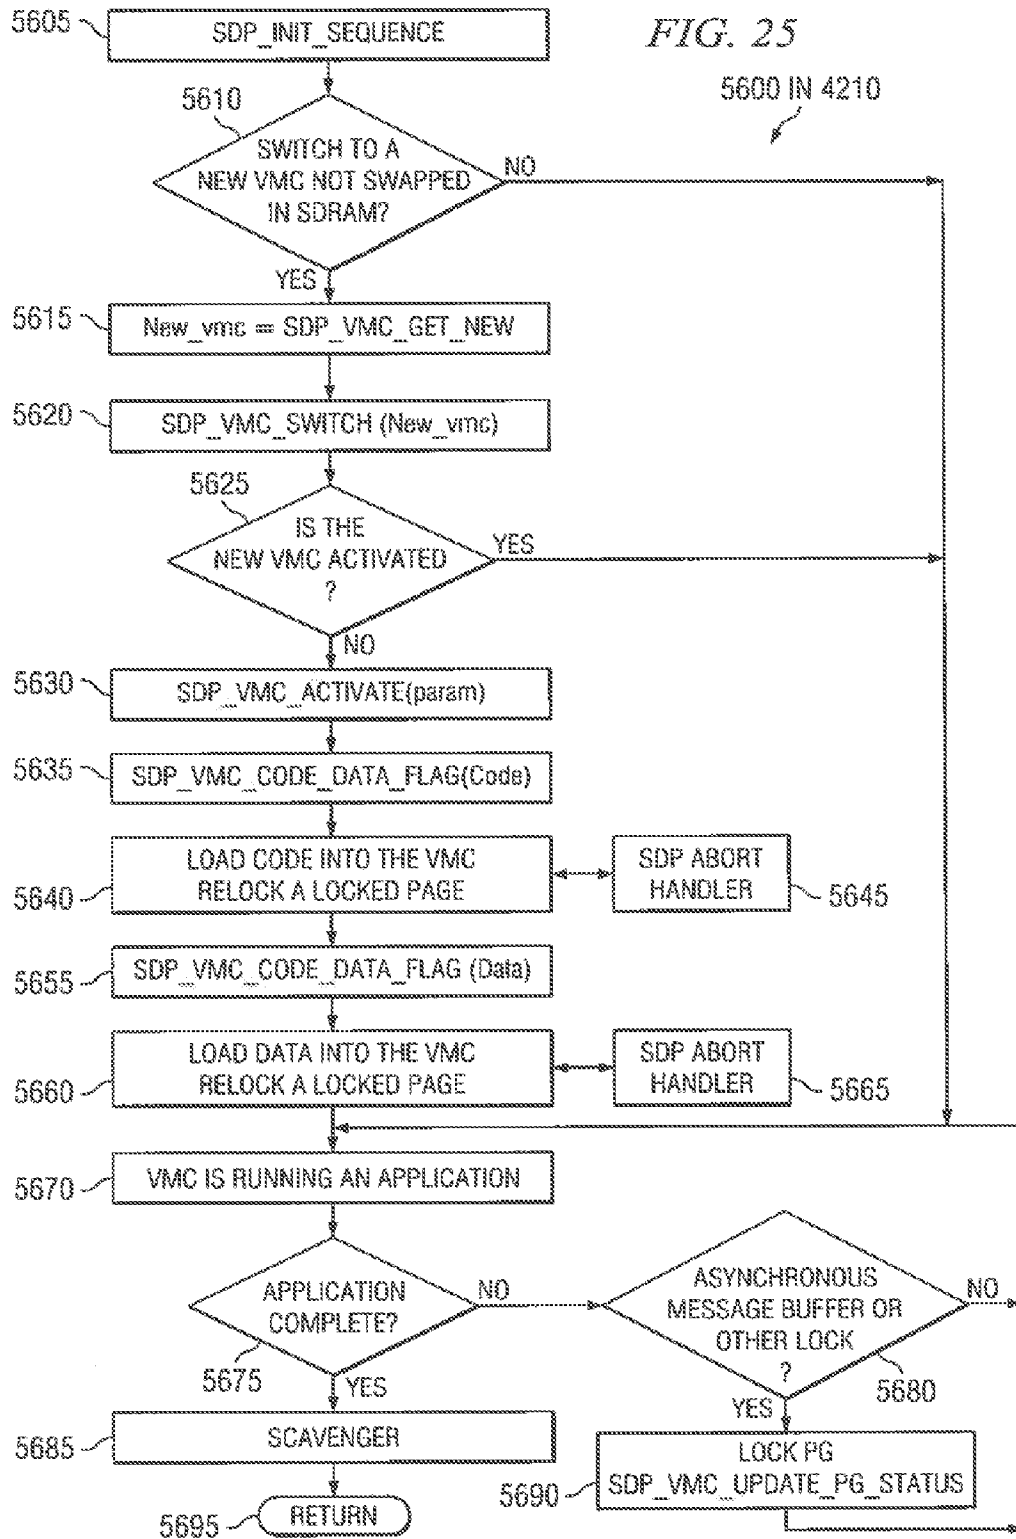 5605
SDP_INIT_SEQUENCE
FIG. 25
5600 IN 4210
5610
SWITCH TO A
NEW VMC NOT SWAPPED
IN SDRAM?
NO
YES
5615
New_vmc = SDP_VMC_GET_NEW
5620
SDP_VMC_SWITCH (New_vmc)
5625
IS THE
NEW VMC ACTIVATED
?
YES
NO
5630
SDP_VMC_ACTIVATE(param)
5635
SDP_VMC_CODE_DATA_FLAG(Code)
5640
LOAD CODE INTO THE VMC
RELOCK A LOCKED PAGE
SDP ABORT
HANDLER
5645
5655
SDP_VMC_CODE_DATA_FLAG (Data)
5660
LOAD DATA INTO THE VMC
RELOCK A LOCKED PAGE
SDP ABORT
HANDLER
5665
5670
VMC IS RUNNING AN APPLICATION
APPLICATION
COMPLETE?
NO
5675
YES
ASYNCHRONOUS
MESSAGE BUFFER OR
OTHER LOCK
?
NO
5680
YES
5685
SCAVENGER
5690
LOCK PG
SDP_VMC_UPDATE_PG_STATUS
5695
RETURN